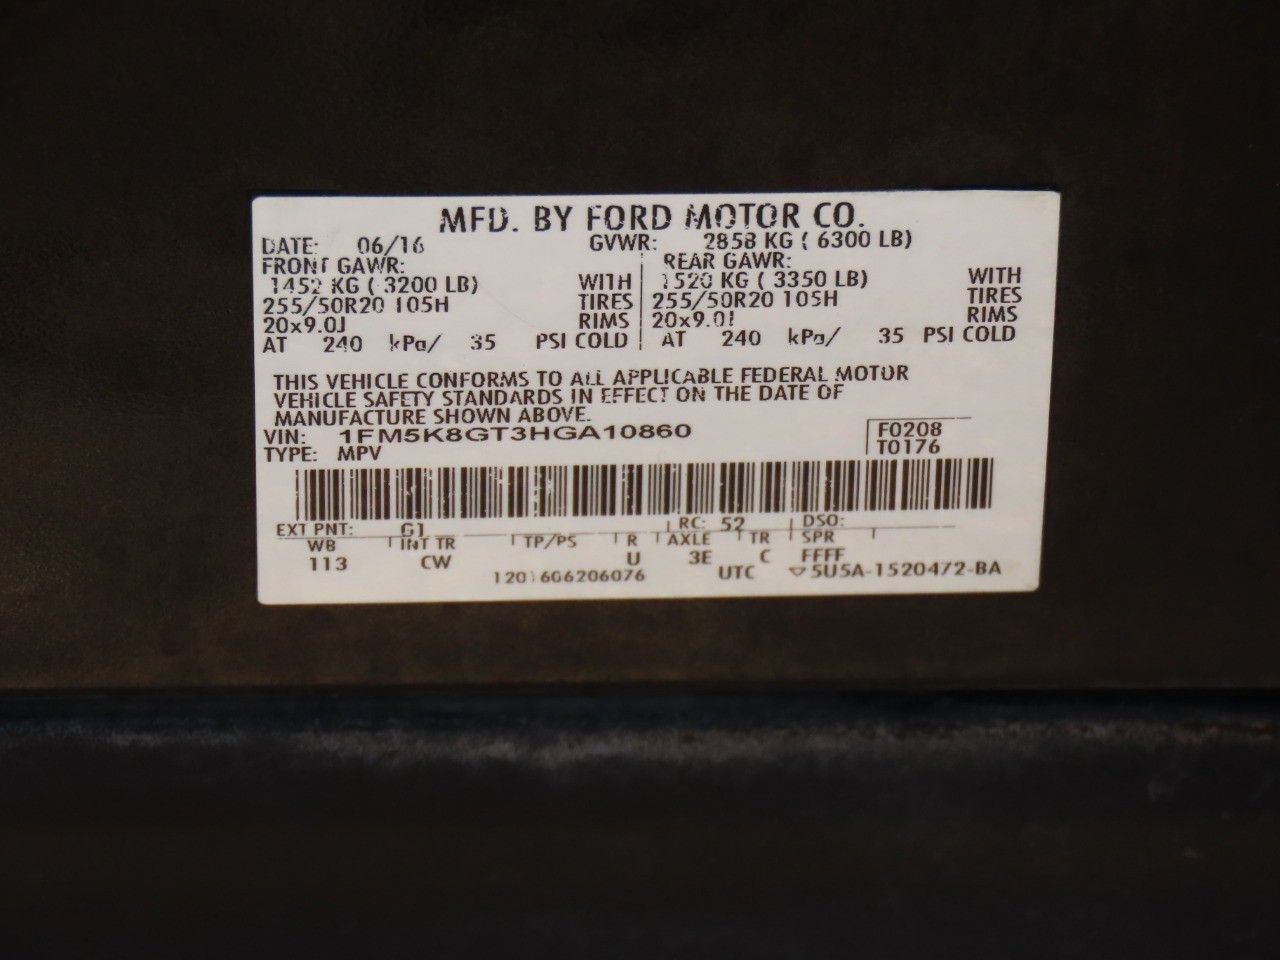 MFD. BY FORD MOTOR CO.
DATE: 06/16 GVWR: 2858 KG ( 6300 LB)
FRONT GAWR: REAR GAWR:
1452 KG ( 3200 LB) WITH 1520 KG ( 3350 LB) WITH
255/50R20 105H TIRES 255/50R20 105H TIRES
20x9.0J RIMS 20x9.0J RIMS
AT 240 kPa/ 35 PSI COLD AT 240 kPa/ 35 PSI COLD
THIS VEHICLE CONFORMS TO ALL APPLICABLE FEDERAL MOTOR
VEHICLE SAFETY STANDARDS IN EFFECT ON THE DATE OF
MANUFACTURE SHOWN ABOVE.
VIN: 1FM5K8GT3HGA10860 F0208
TYPE: MPV T0176
EXT PNT: G1 RC: 52 DSO:
WB INT TR TP/PS R AXLE TR SPR
113 CW U 3E C FFFF
12016G6206076 UTC ▽5U5A-1520472-BA